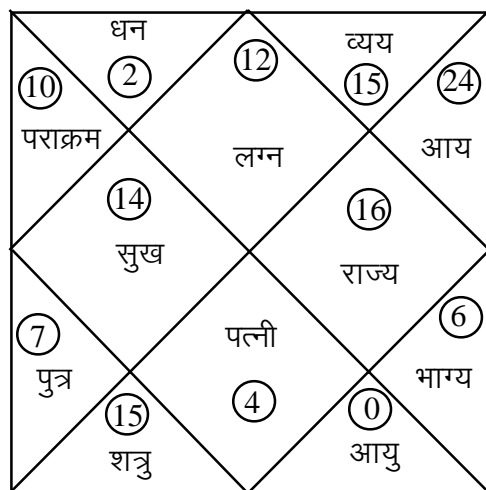 धन
2
12
व्यय
15
24
आय
10
पराक्रम
लग्न
14
सुख
16
राज्य
7
पुत्र
पत्नी
4
6
भाग्य
15
शत्रु
0
आयु